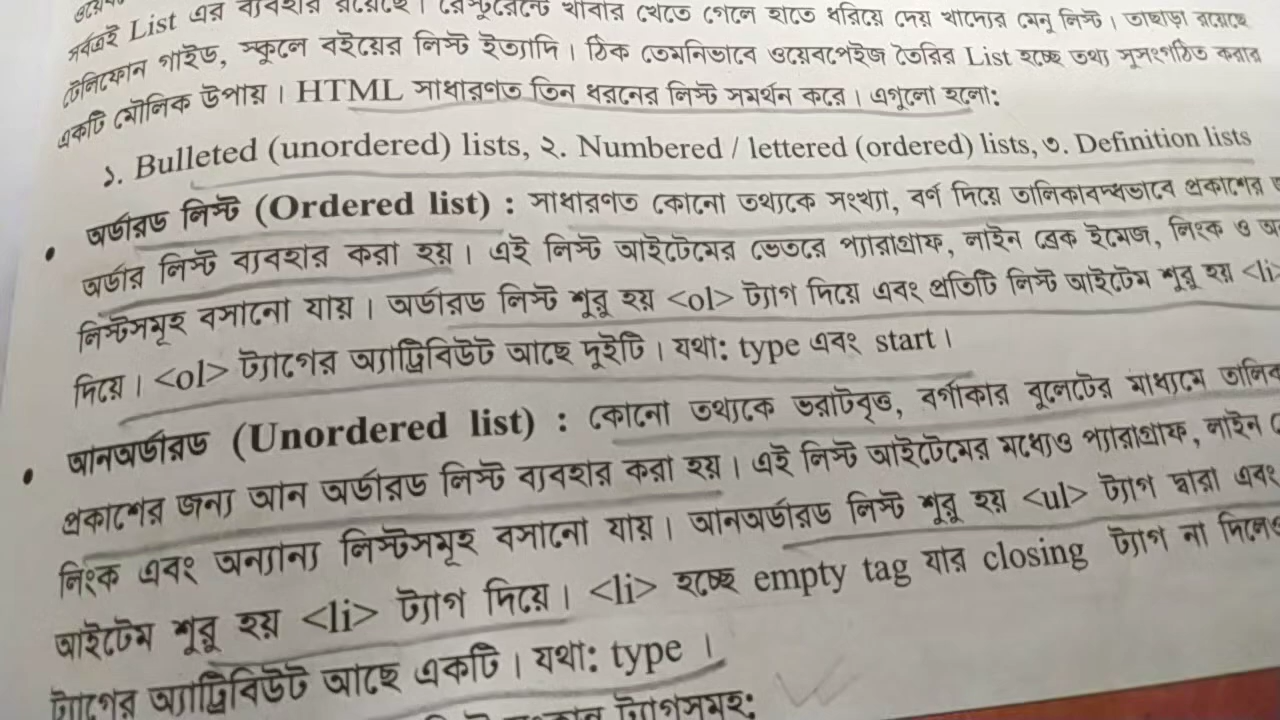 সর্বত্রই List এর ব্যবহার রয়েছে। রেস্টুরেন্টে খাবার খেতে গেলে হাতে ধরিয়ে দেয় খাদ্যের মেনু লিস্ট। তাছাড়া রয়েছে
টেলিফোন গাইড, স্কুলে বইয়ের লিস্ট ইত্যাদি। ঠিক তেমনিভাবে ওয়েবপেইজ তৈরির List হচ্ছে তথ্য সুসংগঠিত করার
একটি মৌলিক উপায়। HTML সাধারণত তিন ধরনের লিস্ট সমর্থন করে। এগুলো হলো:
১. Bulleted (unordered) lists, ২. Numbered / lettered (ordered) lists, ৩. Definition lists
• অর্ডারড লিস্ট (Ordered list) : সাধারণত কোনো তথ্যকে সংখ্যা, বর্ণ দিয়ে তালিকাবদ্ধভাবে প্রকাশের
অর্ডার লিস্ট ব্যবহার করা হয়। এই লিস্ট আইটেমের ভেতরে প্যারাগ্রাফ, লাইন ব্রেক ইমেজ, লিংক ও
লিস্টসমূহ বসানো যায়। অর্ডারড লিস্ট শুরু হয় <ol> ট্যাগ দিয়ে এবং প্রতিটি লিস্ট আইটেম শুরু হয় <li
দিয়ে। <ol> ট্যাগের অ্যাট্রিবিউট আছে দুইটি। যথা: type এবং start।
• আনঅর্ডারড (Unordered list) : কোনো তথ্যকে ভরাটবৃত্ত, বর্গাকার বুলেটের মাধ্যমে
প্রকাশের জন্য আন অর্ডারড লিস্ট ব্যবহার করা হয়। এই লিস্ট আইটেমের মধ্যেও প্যারাগ্রাফ, লাইন
লিংক এবং অন্যান্য লিস্টসমূহ বসানো যায়। আনঅর্ডারড লিস্ট শুরু হয় <ul> ট্যাগ দ্বারা এবং
আইটেম শুরু হয় <li> ট্যাগ দিয়ে। <li> হচ্ছে empty tag যার closing ট্যাগ না দিলেও
ট্যাগের অ্যাট্রিবিউট আছে একটি। যথা: type ।
ট্যাগসমূহ: